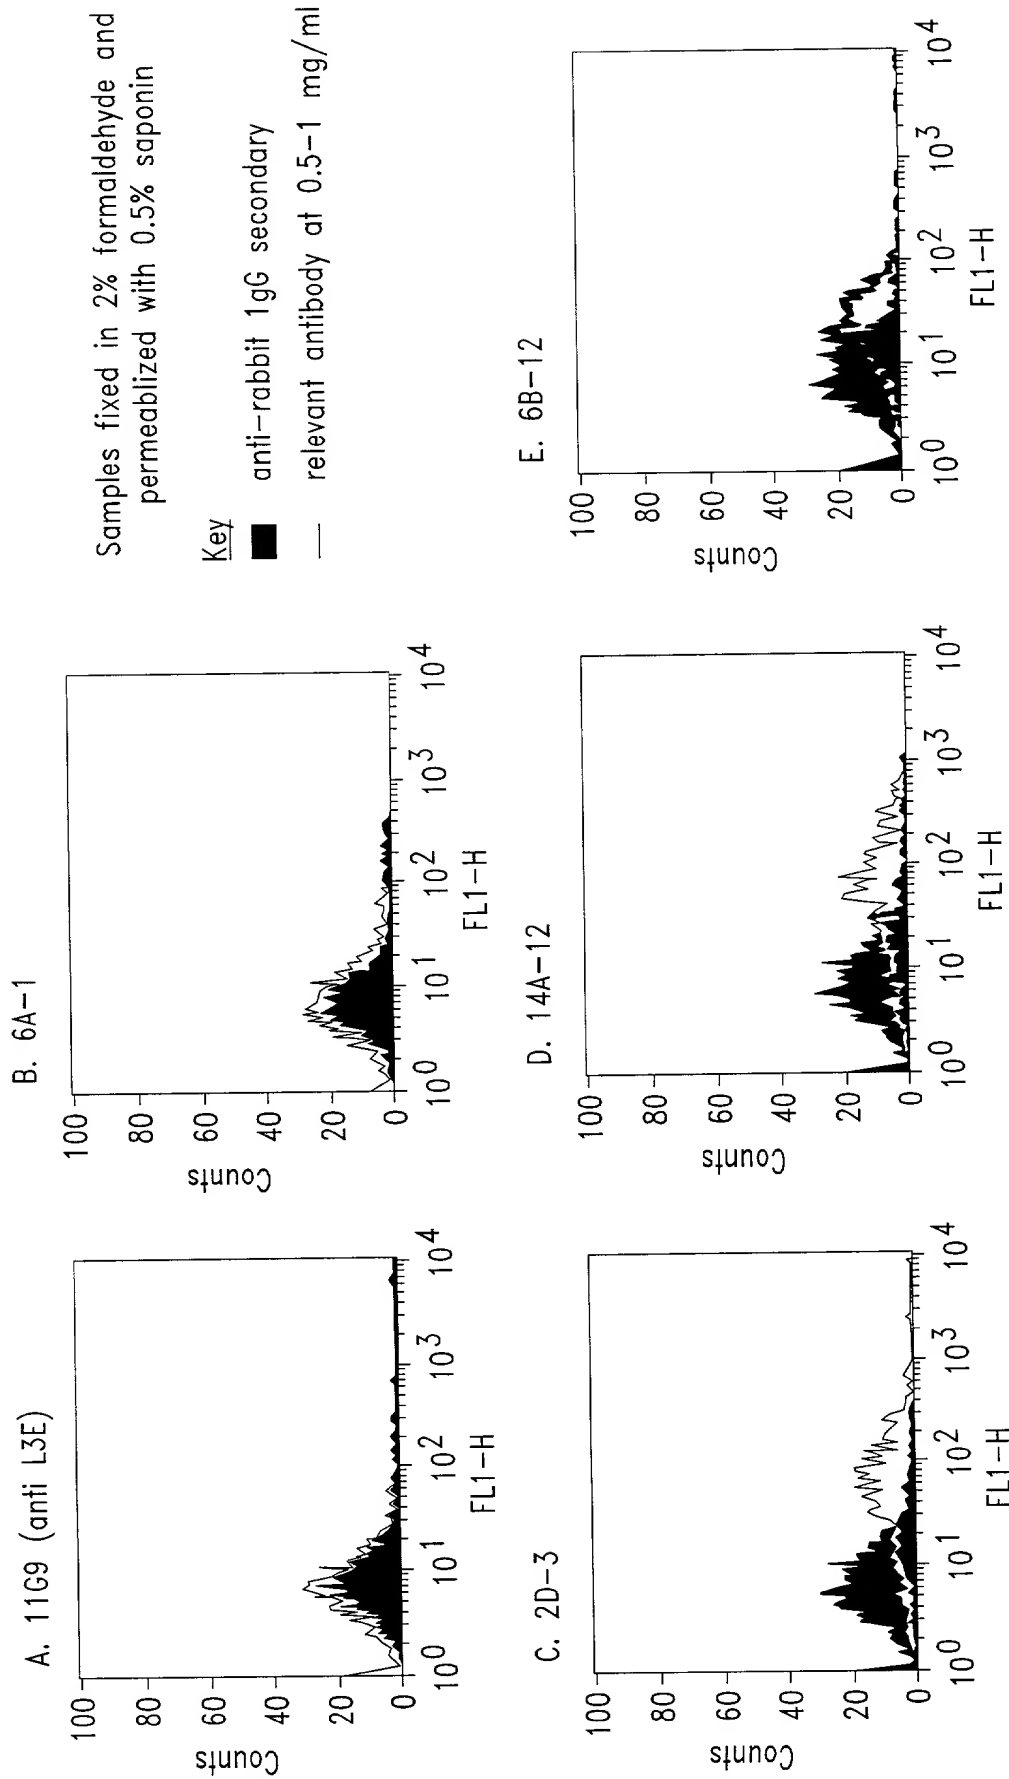 A. 11G9 (anti L3E)
100
80
60
40
20
0
Counts
10^0
10^1
10^2
10^3
10^4
FL1-H
B. 6A-1
100
80
60
40
20
0
Counts
10^0
10^1
10^2
10^3
10^4
FL1-H
Samples fixed in 2% formaldehyde and
permeablized with 0.5% saponin
Key
anti-rabbit 1gG secondary
relevant antibody at 0.5-1 mg/ml
C. 2D-3
100
80
60
40
20
0
Counts
10^0
10^1
10^2
10^3
10^4
FL1-H
D. 14A-12
100
80
60
40
20
0
Counts
10^0
10^1
10^2
10^3
10^4
FL1-H
E. 6B-12
100
80
60
40
20
0
Counts
10^0
10^1
10^2
10^3
10^4
FL1-H